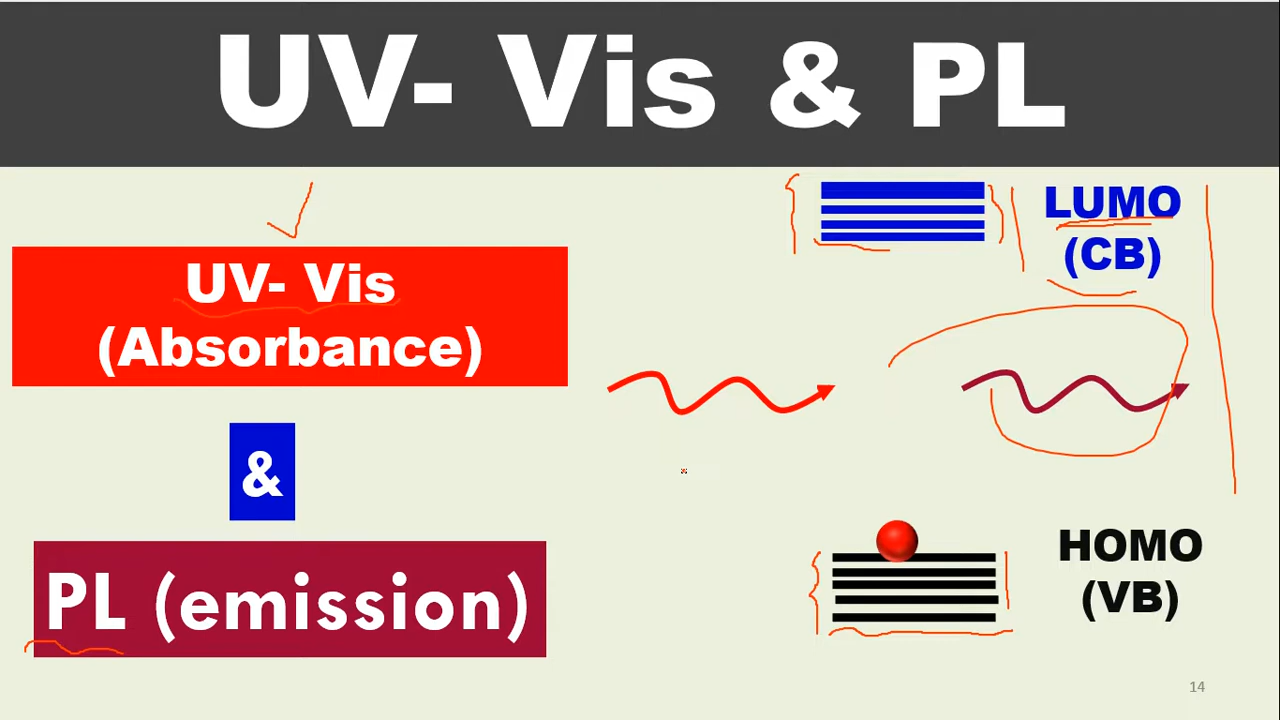 UV- Vis & PL
UV- Vis
(Absorbance)
&
PL (emission)
LUMO
(CB)
HOMO
(VB)
14